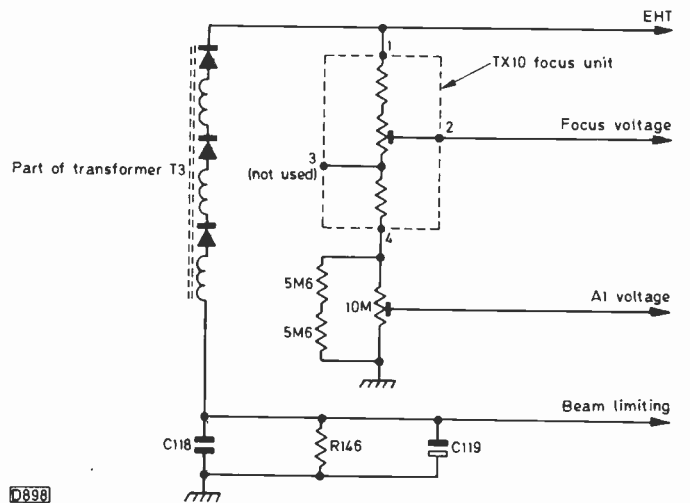 EHT
1
TX10 focus unit
2
Focus voltage
Part of transformer T3
3
(not used)
4
5M6
10M
A1 voltage
5M6
Beam limiting
C118
R146
C119
D898